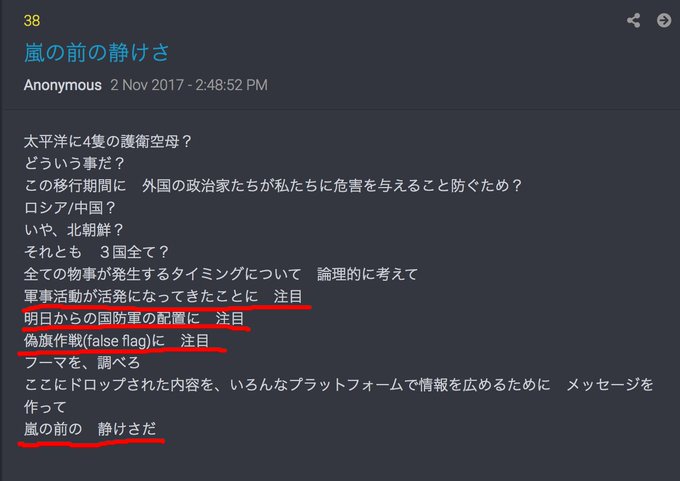 38
嵐の前の静けさ
Anonymous 2 Nov 2017 - 2:48:52 PM
太平洋に4隻の護衛空母？
どういう事だ？
この移行期間に　外国の政治家たちが私たちに危害を与えること防ぐため？
ロシア/中国？
いや、北朝鮮？
それとも　３国全て？
全ての物事が発生するタイミングについて　論理的に考えて
軍事活動が活発になってきたことに　注目
明日からの国防軍の配置に　注目
偽旗作戦(false flag)に　注目
フーマを、調べろ
ここにドロップされた内容を、いろんなプラットフォームで情報を広めるために　メッセージを
作って
嵐の前の　静けさだ